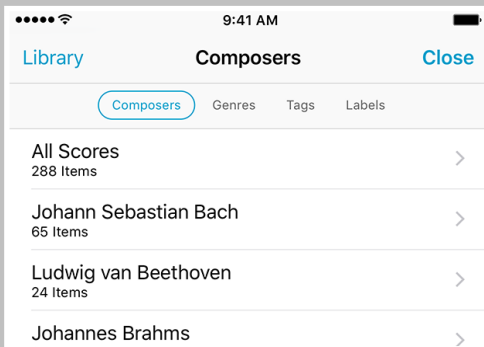 9:41 AM
Library Composers Close
Composers Genres Tags Labels
All Scores
288 Items
Johann Sebastian Bach
65 Items
Ludwig van Beethoven
24 Items
Johannes Brahms